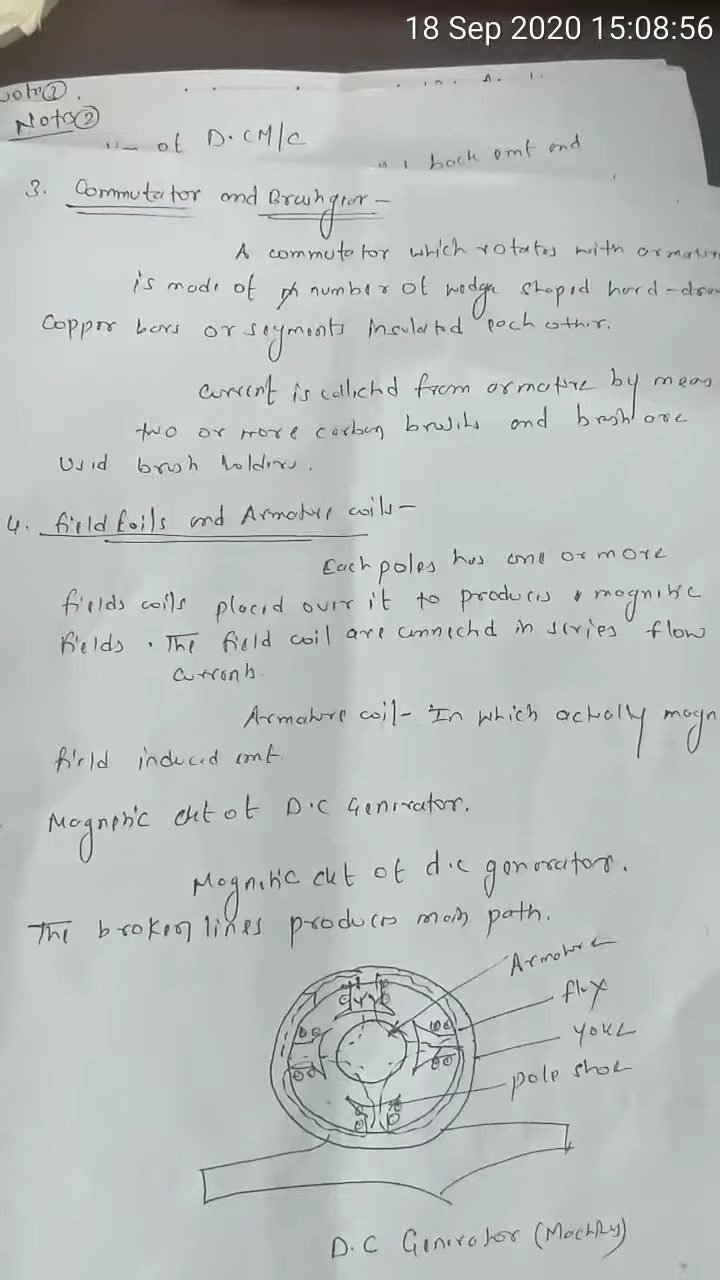 18 Sep 2020 15:08:56
Note①.
Note②
of D.C M/C
back emf and
3. Commutator and Brushgear -
A commutator which rotates with armatur
is made of number of wedge shaped hard-draw
Copper bars or segments insulated each other.
Current is collected from armature by meas
two or more carbon brushes and brush are
Used brush holders.
4. field Coils and Armature coils -
Each poles has one or more
fields coils placed over it to produces magnetic
fields. The field coil are connected in series flow
currents.
Armature coil - In which actually magn
field induced emf.
Magnetic ckt of D.C Generator.
Magnetic ckt of d.c generator.
The broken lines produces main path.
Armature
flux
yoke
pole shoe
D.C Generator